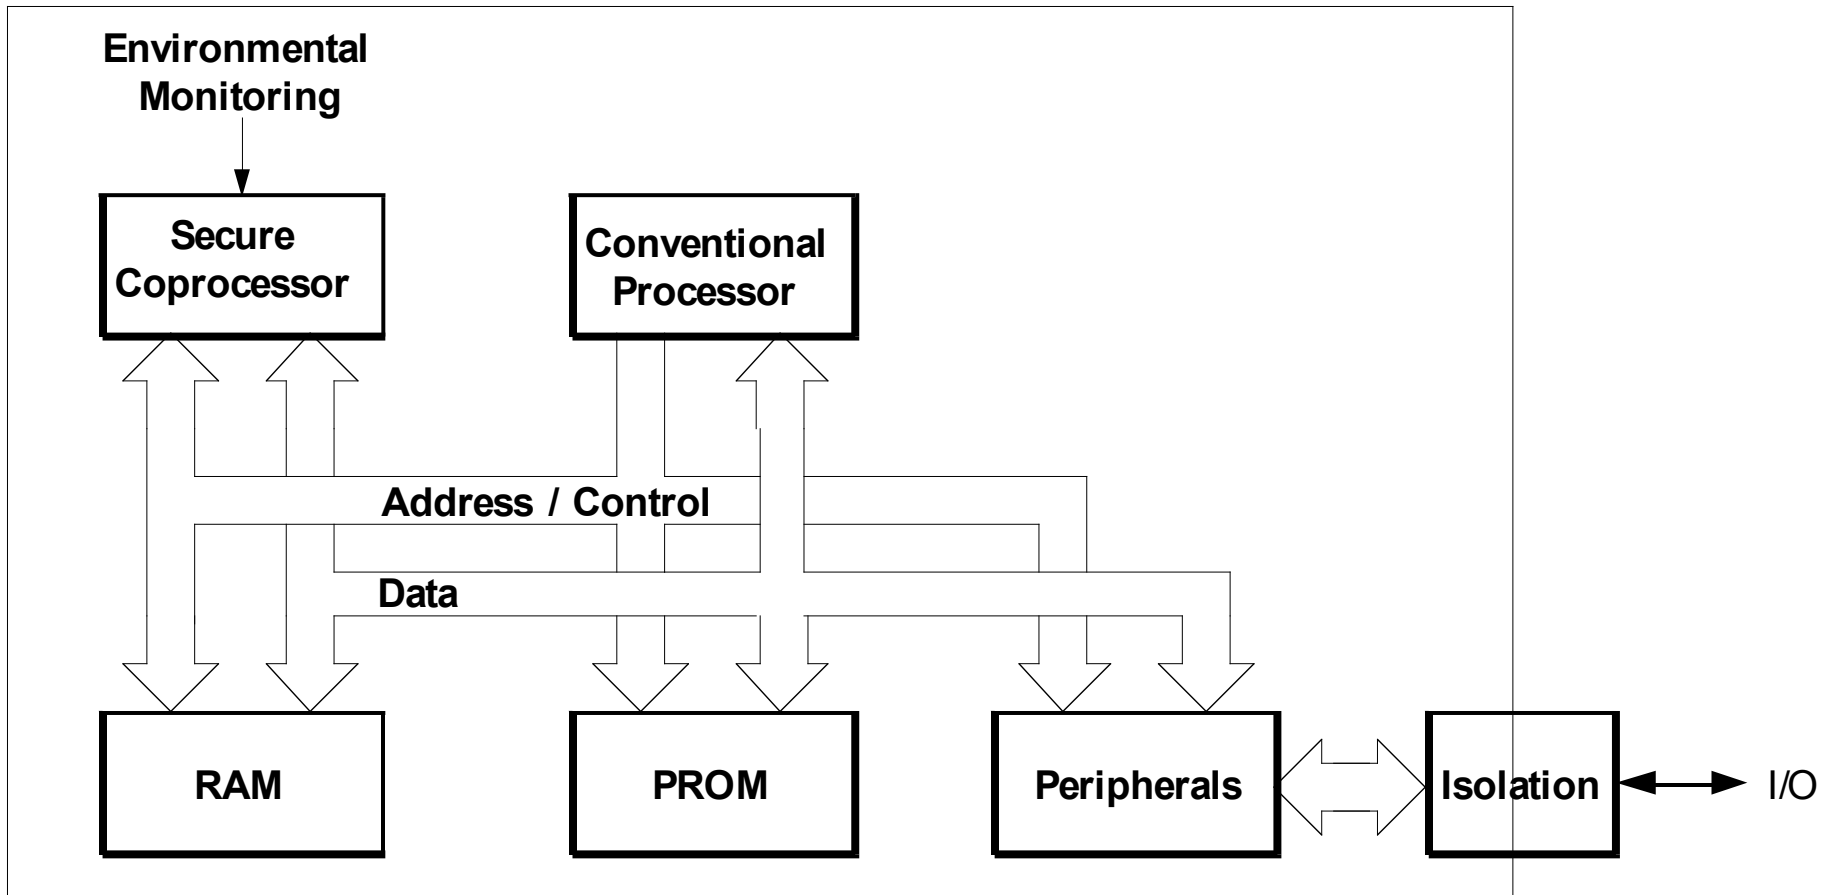 Environmental
Monitoring
Secure
Coprocessor
Conventional
Processor
Address / Control
Data
RAM
PROM
Peripherals
Isolation
I/O